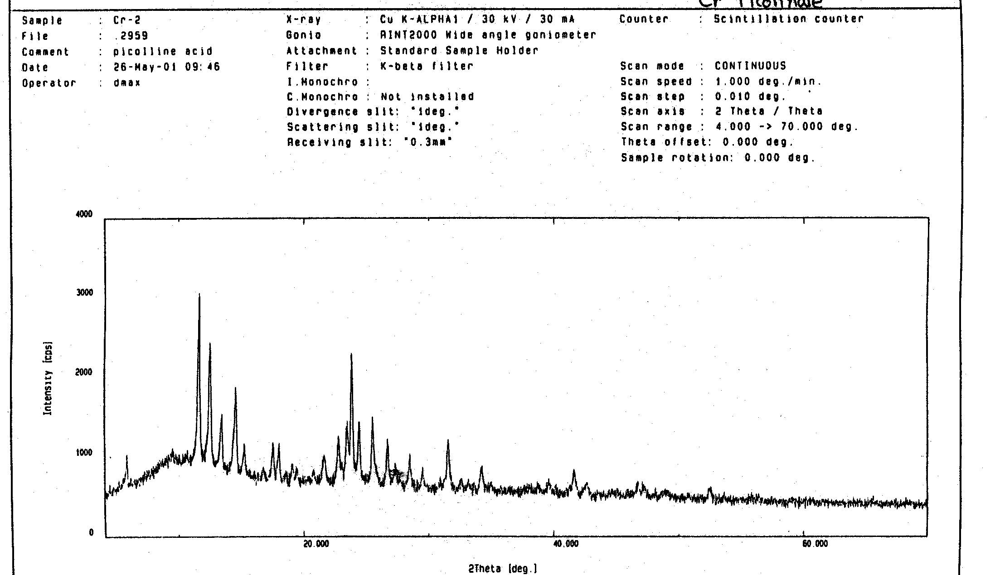 Cr Picolinate
Sample : Cr-2
File : .2959
Comment : picolline acid
Date : 26-May-01 09:46
Operator : dmax
X-ray : Cu K-ALPHA1 / 30 kV / 30 mA
Gonio : RINT2000 Wide angle goniometer
Attachment : Standard Sample Holder
Filter : K-beta filter
I.Monochro :
C.Monochro : Not installed
Divergence slit: "1deg."
Scattering slit: "1deg."
Receiving slit: "0.3mm"
Counter : Scintillation counter
Scan mode : CONTINUOUS
Scan speed : 1.000 deg./min.
Scan step : 0.010 deg.
Scan axis : 2 Theta / Theta
Scan range : 4.000 -> 70.000 deg.
Theta offset: 0.000 deg.
Sample rotation: 0.000 deg.
4000
3000
2000
1000
0
Intensity [cps]
20.000
40.000
60.000
2Theta [deg.]